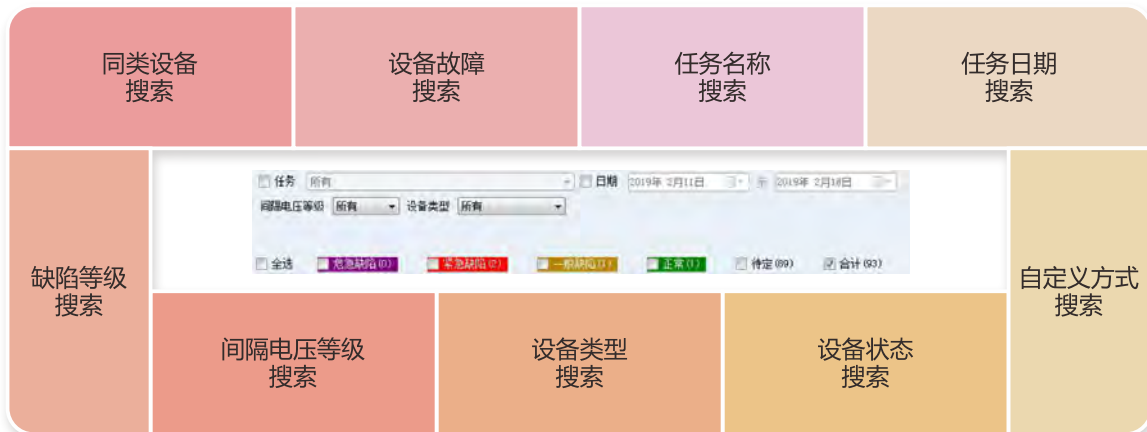 同类设备
搜索
设备故障
搜索
任务名称
搜索
任务日期
搜索
缺陷等级
搜索
任务 所有 日期 2019年 2月11日 至 2019年 2月18日
间隔电压等级 所有 设备类型 所有
全选 危急缺陷(0) 紧急缺陷(2) 一般缺陷(1) 正常(1) 待定(89) 合计(93)
自定义方式
搜索
间隔电压等级
搜索
设备类型
搜索
设备状态
搜索